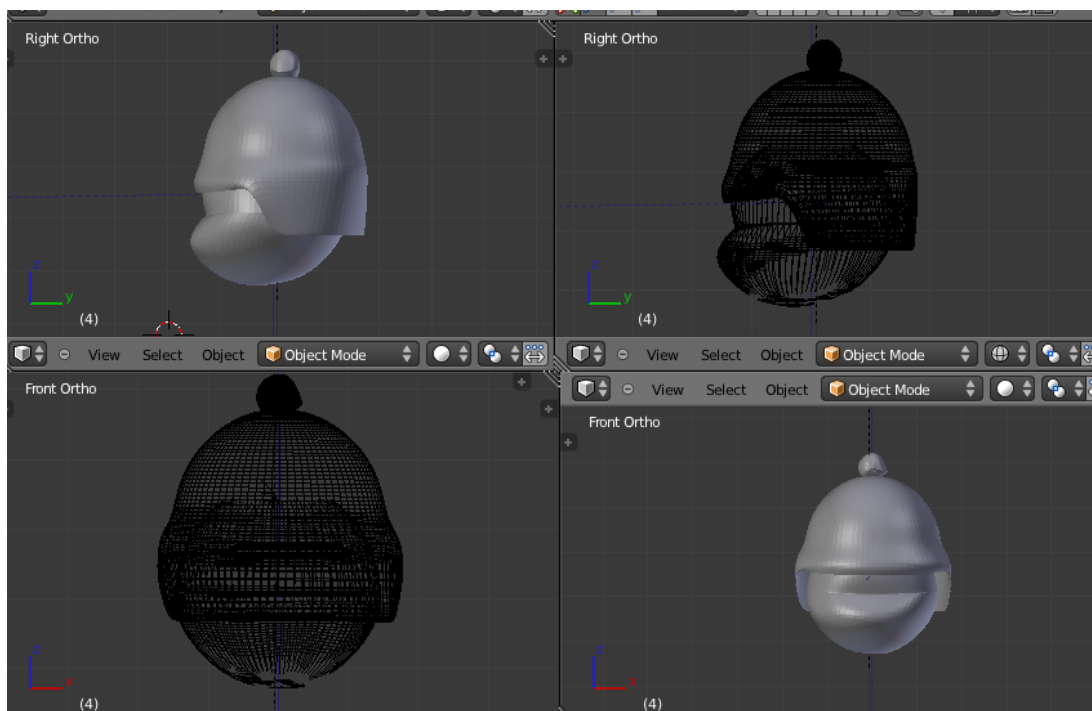 Right Ortho
Right Ortho
z
y
(4)
z
y
(4)
View Select Object Object Mode
View Select Object Object Mode
Front Ortho
View Select Object Object Mode
Front Ortho
z
x
(4)
z
x
(4)